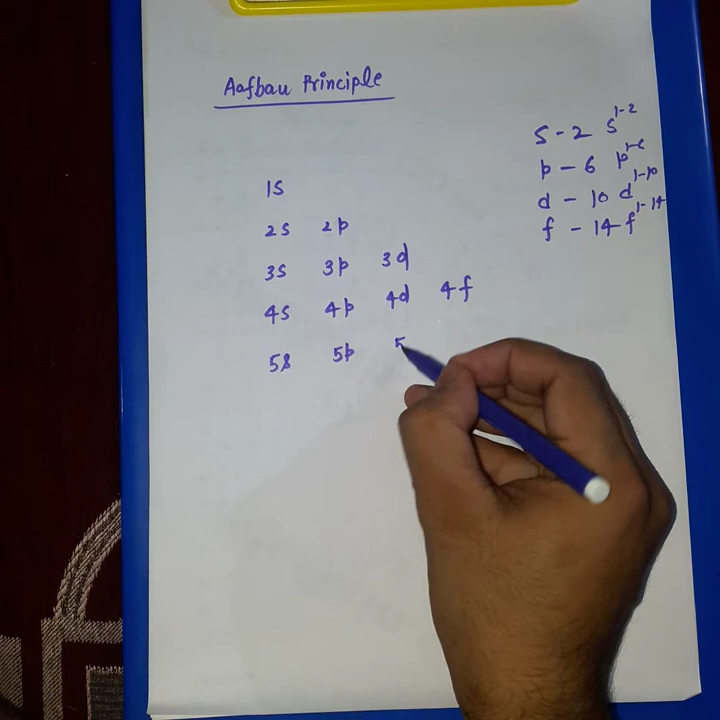 Aafbau Principle
s - 2 s¹⁻²
p - 6 p¹⁻⁶
d - 10 d¹⁻¹⁰
f - 14 f¹⁻¹⁴
1s
2s 2p
3s 3p 3d
4s 4p 4d 4f
5s 5p 5